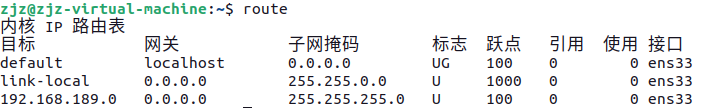 zjz@zjz-virtual-machine:~$ route
内核 IP 路由表
目标            网关            子网掩码        标志  跃点   引用  使用 接口
default         localhost       0.0.0.0         UG    100    0        0 ens33
link-local      0.0.0.0         255.255.0.0     U     1000   0        0 ens33
192.168.189.0   0.0.0.0         255.255.255.0   U     100    0        0 ens33